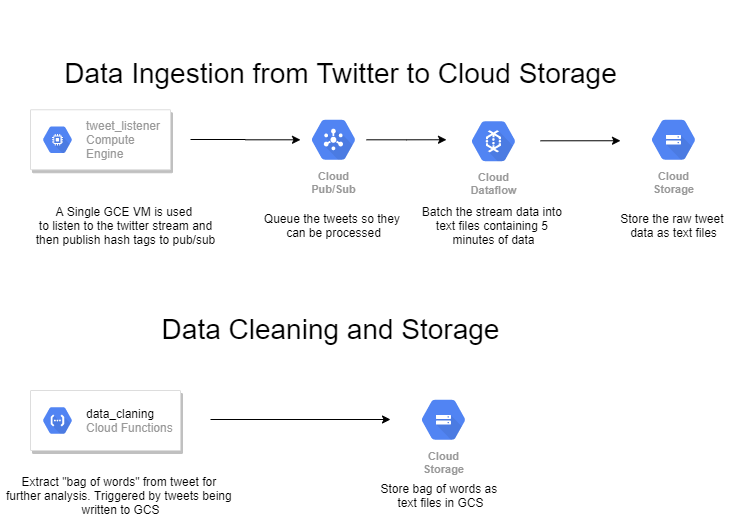 Data Ingestion from Twitter to Cloud Storage
tweet_listener
Compute
Engine
Cloud
Pub/Sub
Cloud
Dataflow
Cloud
Storage
A Single GCE VM is used
to listen to the twitter stream and
then publish hash tags to pub/sub
Queue the tweets so they
can be processed
Batch the stream data into
text files containing 5
minutes of data
Store the raw tweet
data as text files
Data Cleaning and Storage
data_claning
Cloud Functions
Cloud
Storage
Extract "bag of words" from tweet for
further analysis. Triggered by tweets being
written to GCS
Store bag of words as
text files in GCS